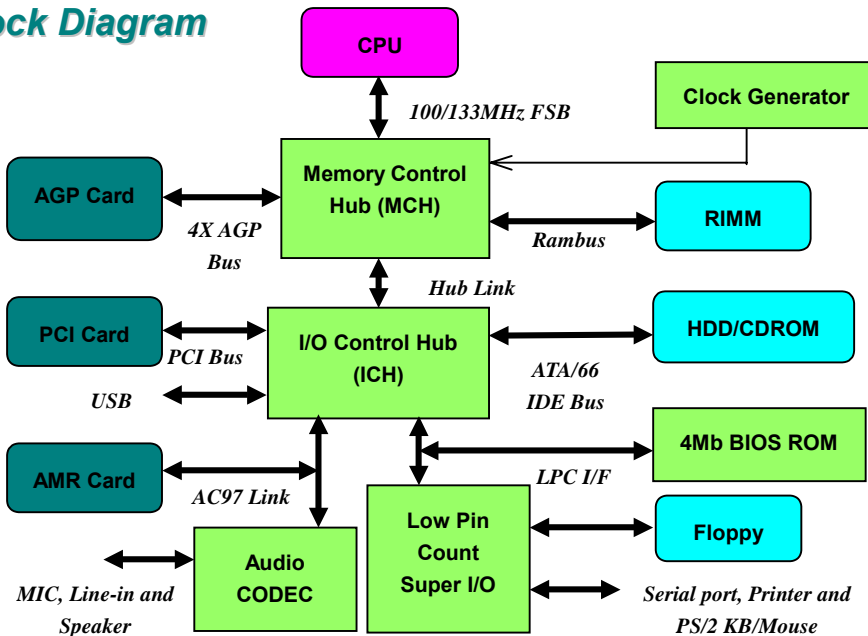 ock Diagram
CPU
Clock Generator
100/133MHz FSB
Memory Control
Hub (MCH)
AGP Card
RIMM
4X AGP
Bus
Rambus
Hub Link
PCI Card
I/O Control Hub
(ICH)
HDD/CDROM
PCI Bus
USB
ATA/66
IDE Bus
4Mb BIOS ROM
AMR Card
AC97 Link
LPC I/F
Low Pin
Count
Super I/O
Floppy
Audio
CODEC
MIC, Line-in and
Speaker
Serial port, Printer and
PS/2 KB/Mouse